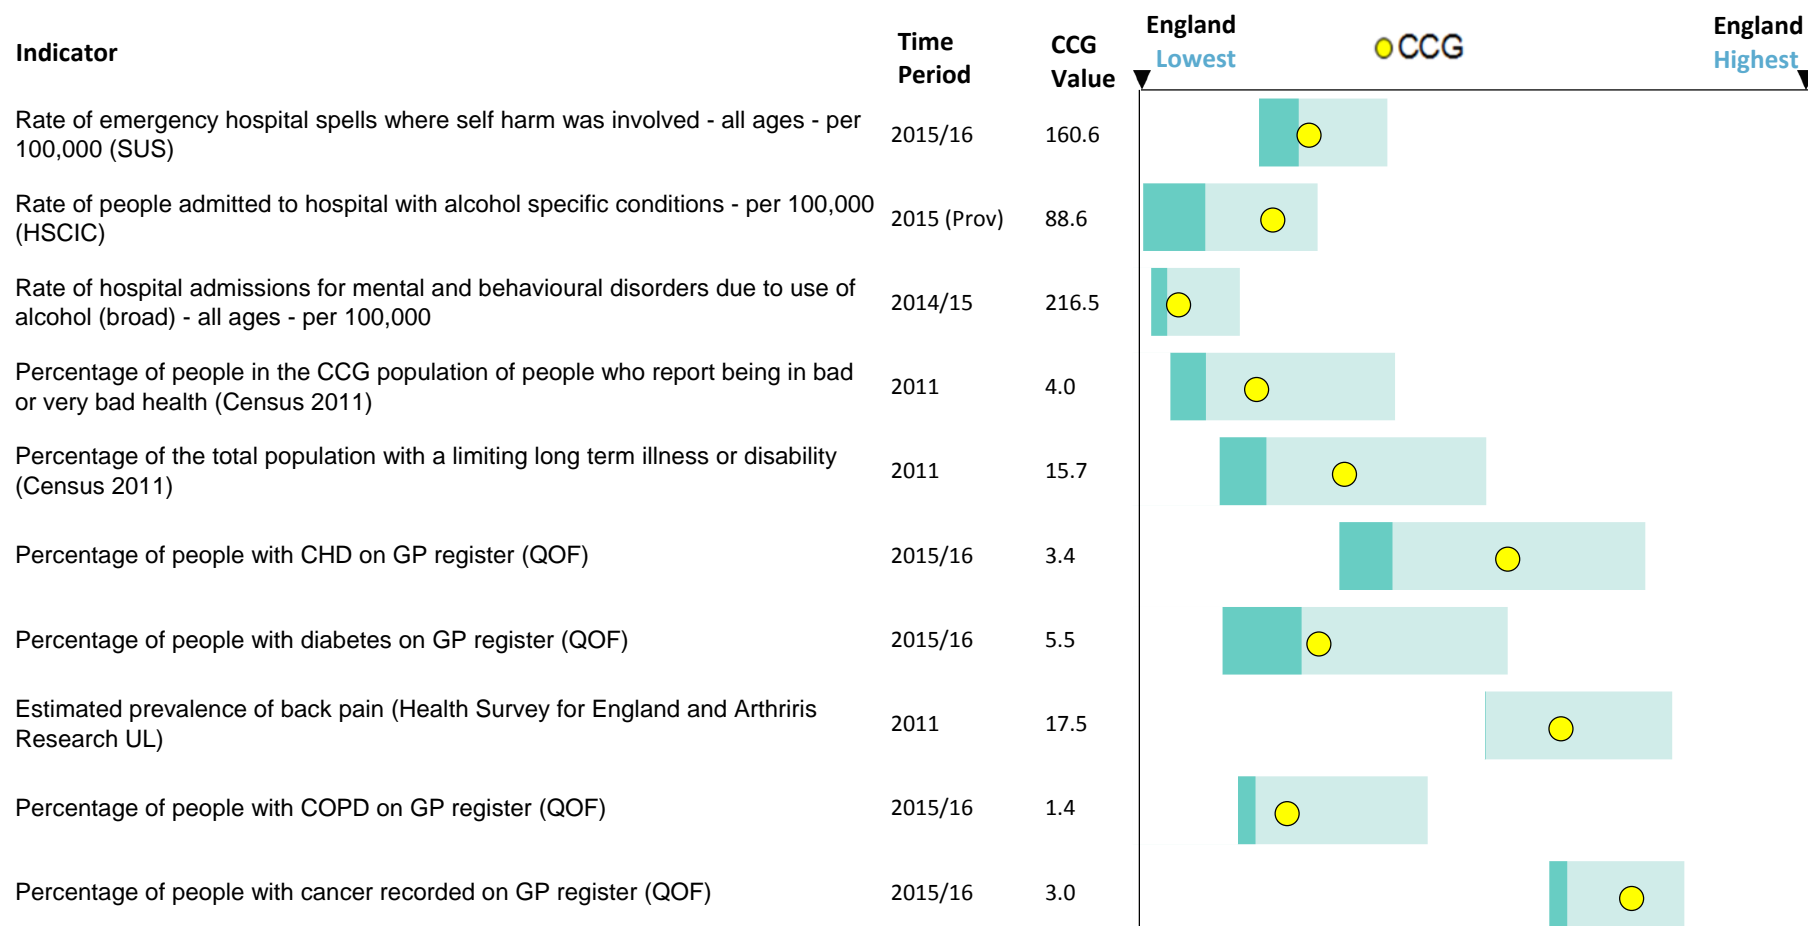 Indicator
Time
Period
CCG
Value
England
Lowest
CCG
England
Highest
Rate of emergency hospital spells where self harm was involved - all ages - per
100,000 (SUS)
2015/16
160.6
Rate of people admitted to hospital with alcohol specific conditions - per 100,000
(HSCIC)
2015 (Prov)
88.6
Rate of hospital admissions for mental and behavioural disorders due to use of
alcohol (broad) - all ages - per 100,000
2014/15
216.5
Percentage of people in the CCG population of people who report being in bad
or very bad health (Census 2011)
2011
4.0
Percentage of the total population with a limiting long term illness or disability
(Census 2011)
2011
15.7
Percentage of people with CHD on GP register (QOF)
2015/16
3.4
Percentage of people with diabetes on GP register (QOF)
2015/16
5.5
Estimated prevalence of back pain (Health Survey for England and Arthriris
Research UL)
2011
17.5
Percentage of people with COPD on GP register (QOF)
2015/16
1.4
Percentage of people with cancer recorded on GP register (QOF)
2015/16
3.0